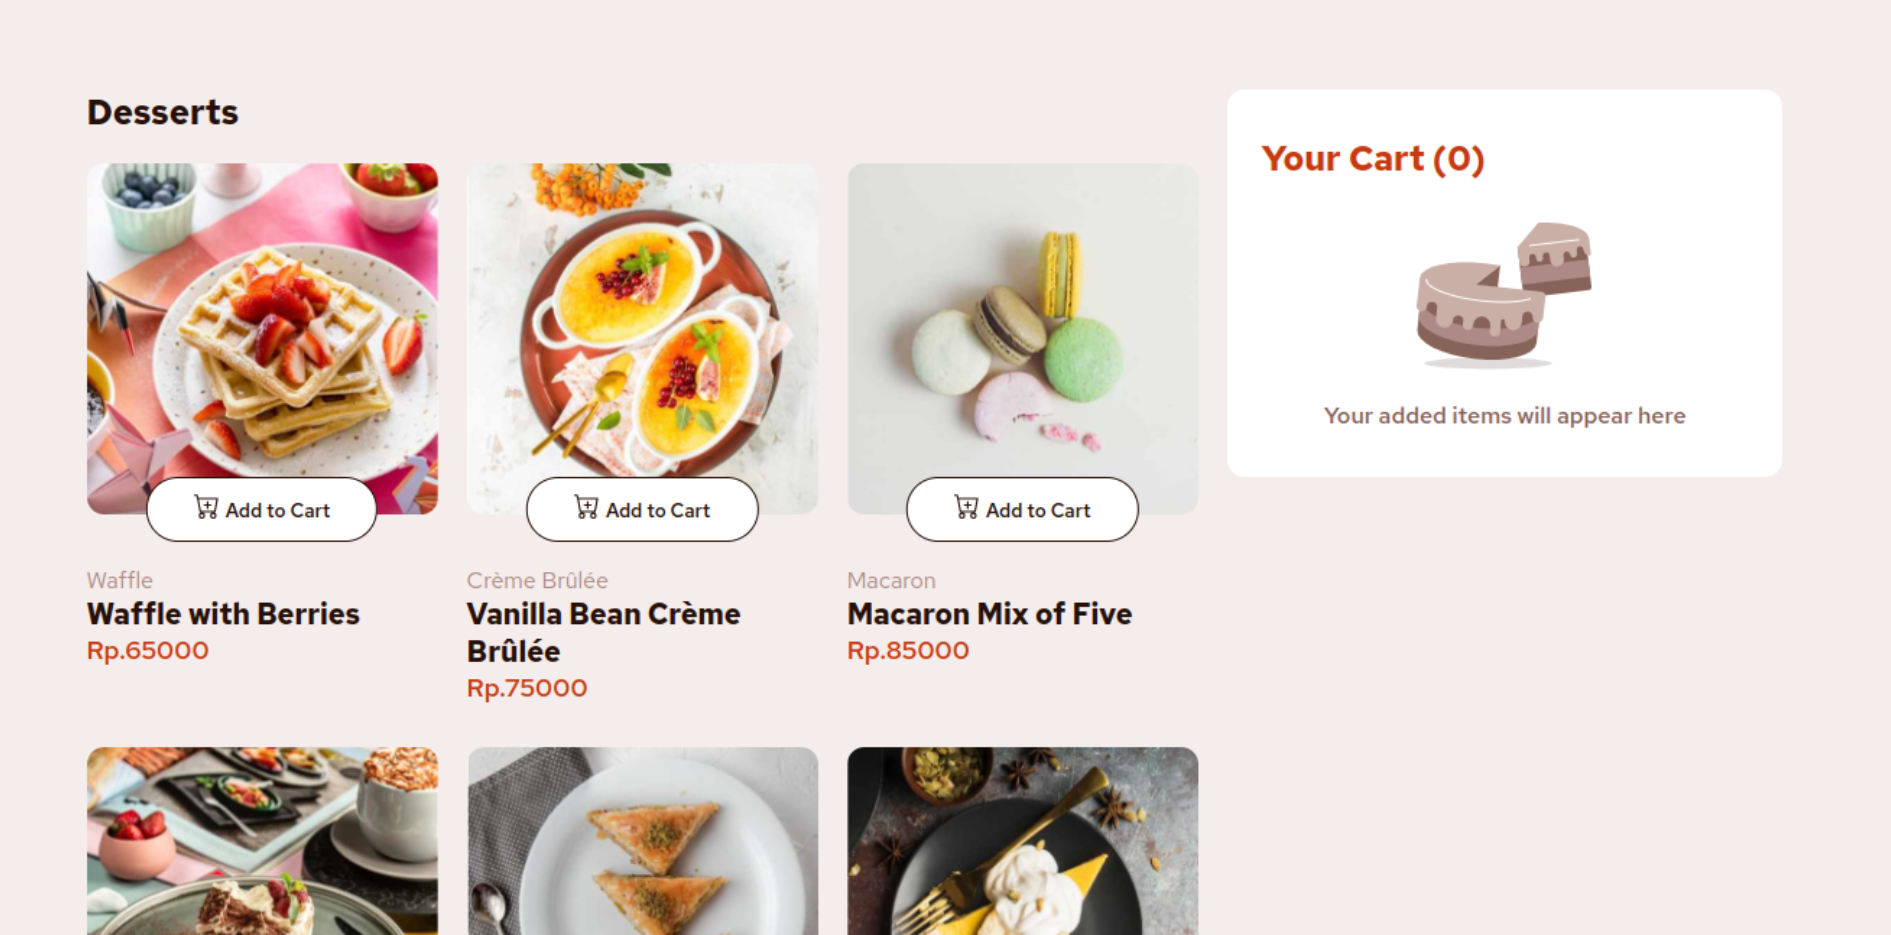 Desserts
Your Cart (0)
Your added items will appear here
Add to Cart
Add to Cart
Add to Cart
Waffle
Waffle with Berries
Rp.65000
Crème Brûlée
Vanilla Bean Crème
Brûlée
Rp.75000
Macaron
Macaron Mix of Five
Rp.85000